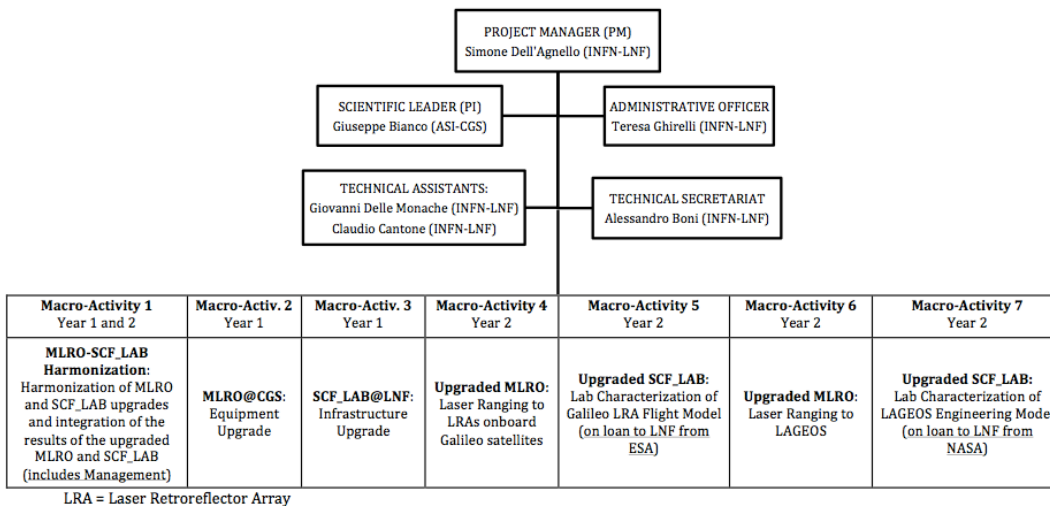 PROJECT MANAGER (PM)
Simone Dell'Agnello (INFN-LNF)
SCIENTIFIC LEADER (PI)
Giuseppe Bianco (ASI-CGS)
ADMINISTRATIVE OFFICER
Teresa Ghirelli (INFN-LNF)
TECHNICAL ASSISTANTS:
Giovanni Delle Monache (INFN-LNF)
Claudio Cantone (INFN-LNF)
TECHNICAL SECRETARIAT
Alessandro Boni (INFN-LNF)
Macro-Activity 1
Year 1 and 2
Macro-Activ. 2
Year 1
Macro-Activ. 3
Year 1
Macro-Activity 4
Year 2
Macro-Activity 5
Year 2
Macro-Activity 6
Year 2
Macro-Activity 7
Year 2
MLRO-SCF_LAB
Harmonization:
Harmonization of MLRO
and SCF_LAB upgrades
and integration of the
results of the upgraded
MLRO and SCF_LAB
(includes Management)
MLRO@CGS:
Equipment
Upgrade
SCF_LAB@LNF:
Infrastructure
Upgrade
Upgraded MLRO:
Laser Ranging to
LRAs onboard
Galileo satellites
Upgraded SCF_LAB:
Lab Characterization of
Galileo LRA Flight Model
(on loan to LNF from
ESA)
Upgraded MLRO:
Laser Ranging to
LAGEOS
Upgraded SCF_LAB:
Lab Characterization of
LAGEOS Engineering Mode
(on loan to LNF from
NASA)
LRA = Laser Retroreflector Array